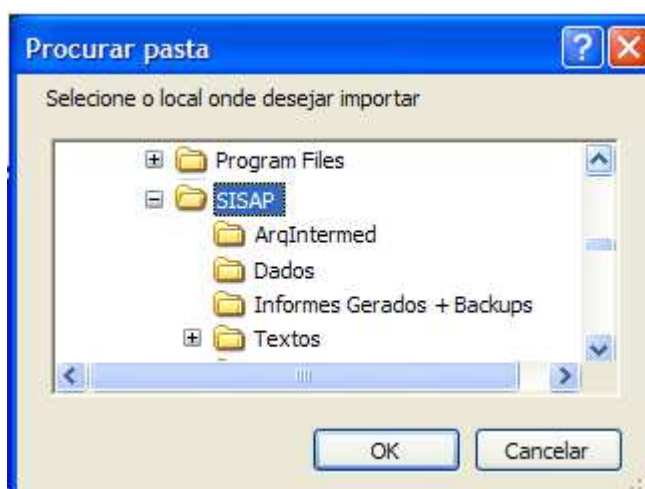 Procurar pasta
Selecione o local onde desejar importar
Program Files
SISAP
ArqIntermed
Dados
Informes Gerados + Backups
Textos
OK Cancelar